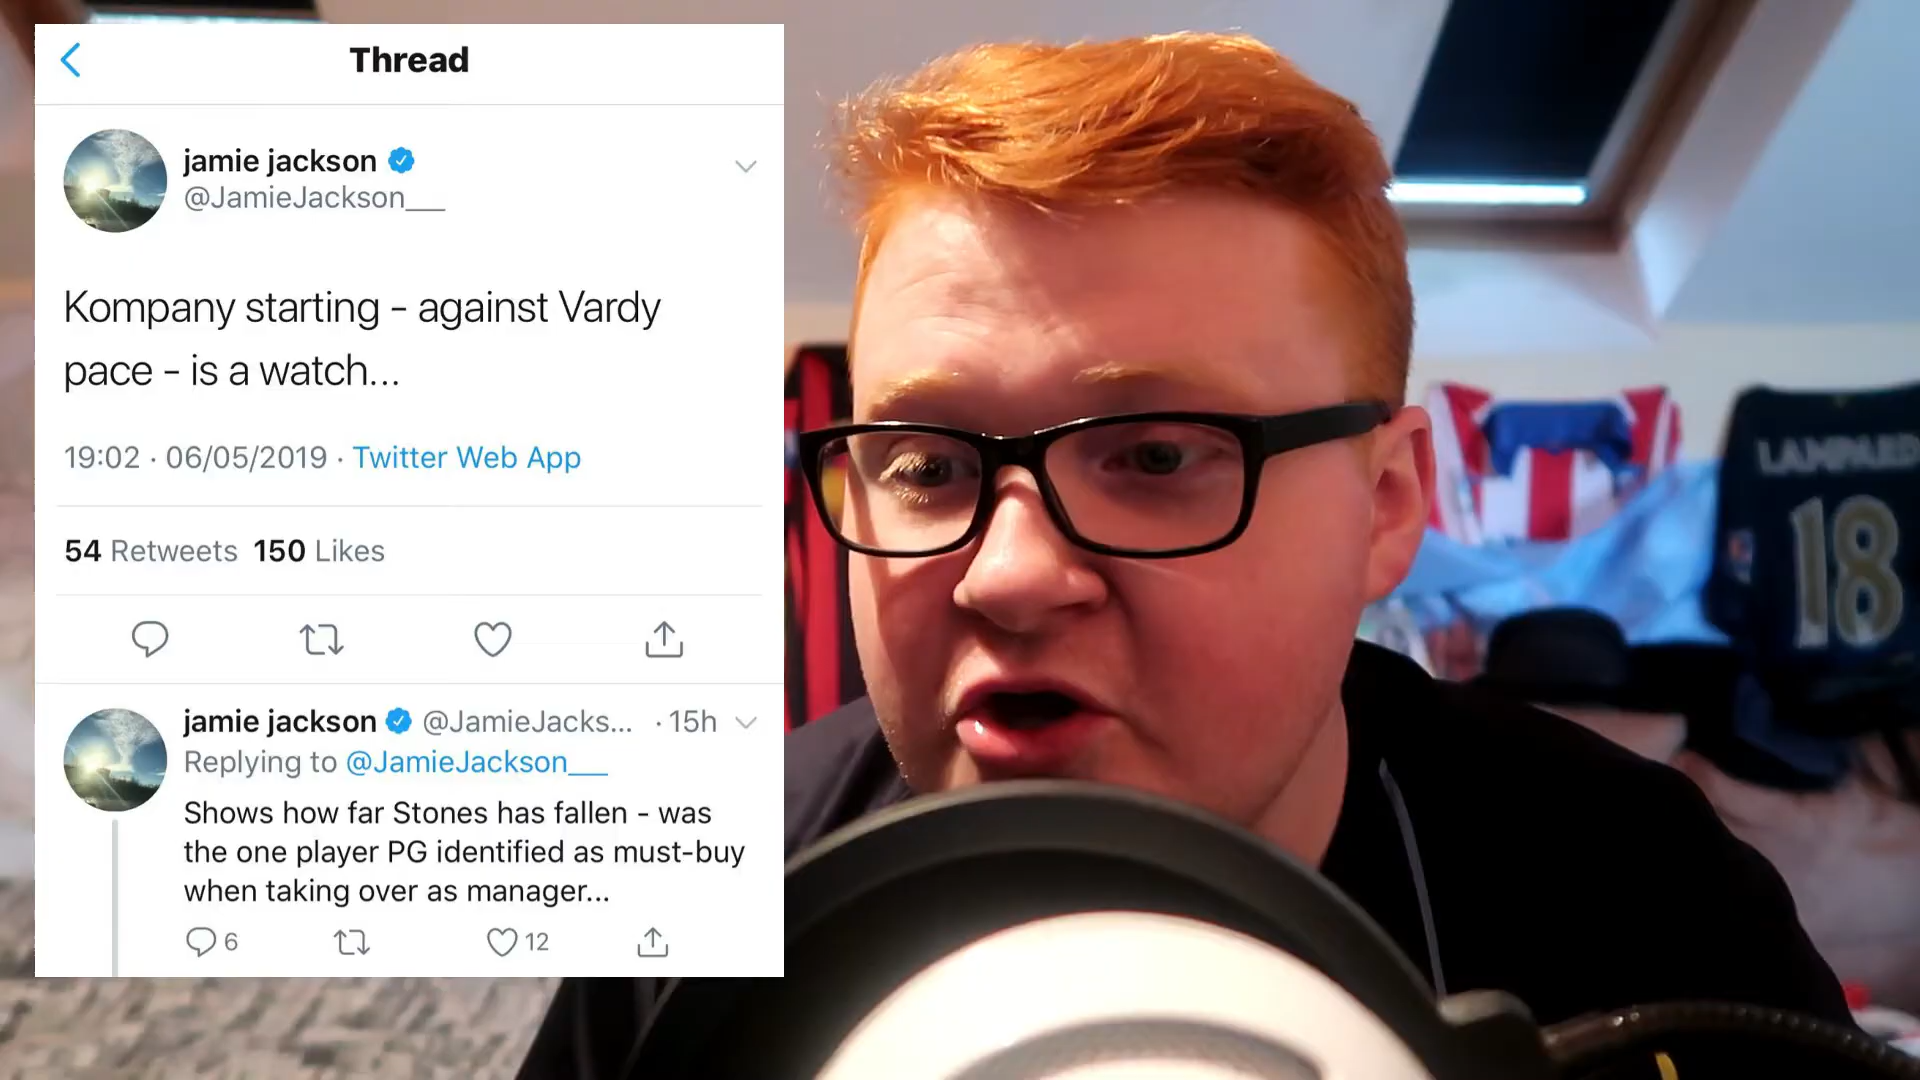 Thread
jamie jackson
@JamieJackson___
Kompany starting - against Vardy
pace - is a watch...
19:02 · 06/05/2019 · Twitter Web App
54 Retweets 150 Likes
jamie jackson @JamieJacks... · 15h
Replying to @JamieJackson___
Shows how far Stones has fallen - was
the one player PG identified as must-buy
when taking over as manager...
6 12
LAMPARD
18